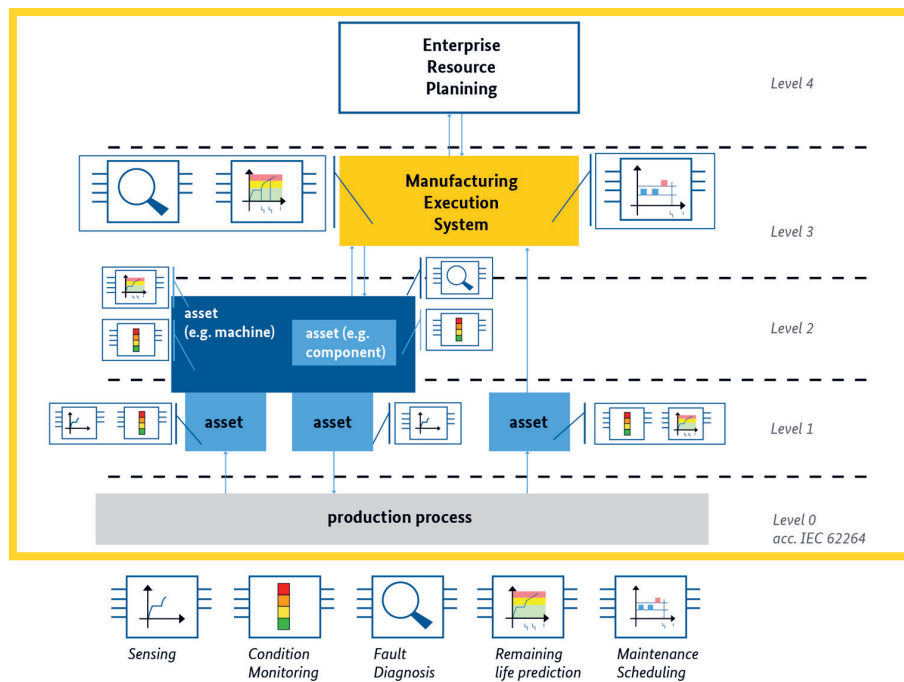 Enterprise
Resource
Planining
Level 4
Manufacturing
Execution
System
Level 3
asset
(e.g. machine)
asset (e.g.
component)
Level 2
asset
asset
asset
Level 1
production process
Level 0
acc. IEC 62264
Sensing
Condition
Monitoring
Fault
Diagnosis
Remaining
life prediction
Maintenance
Scheduling